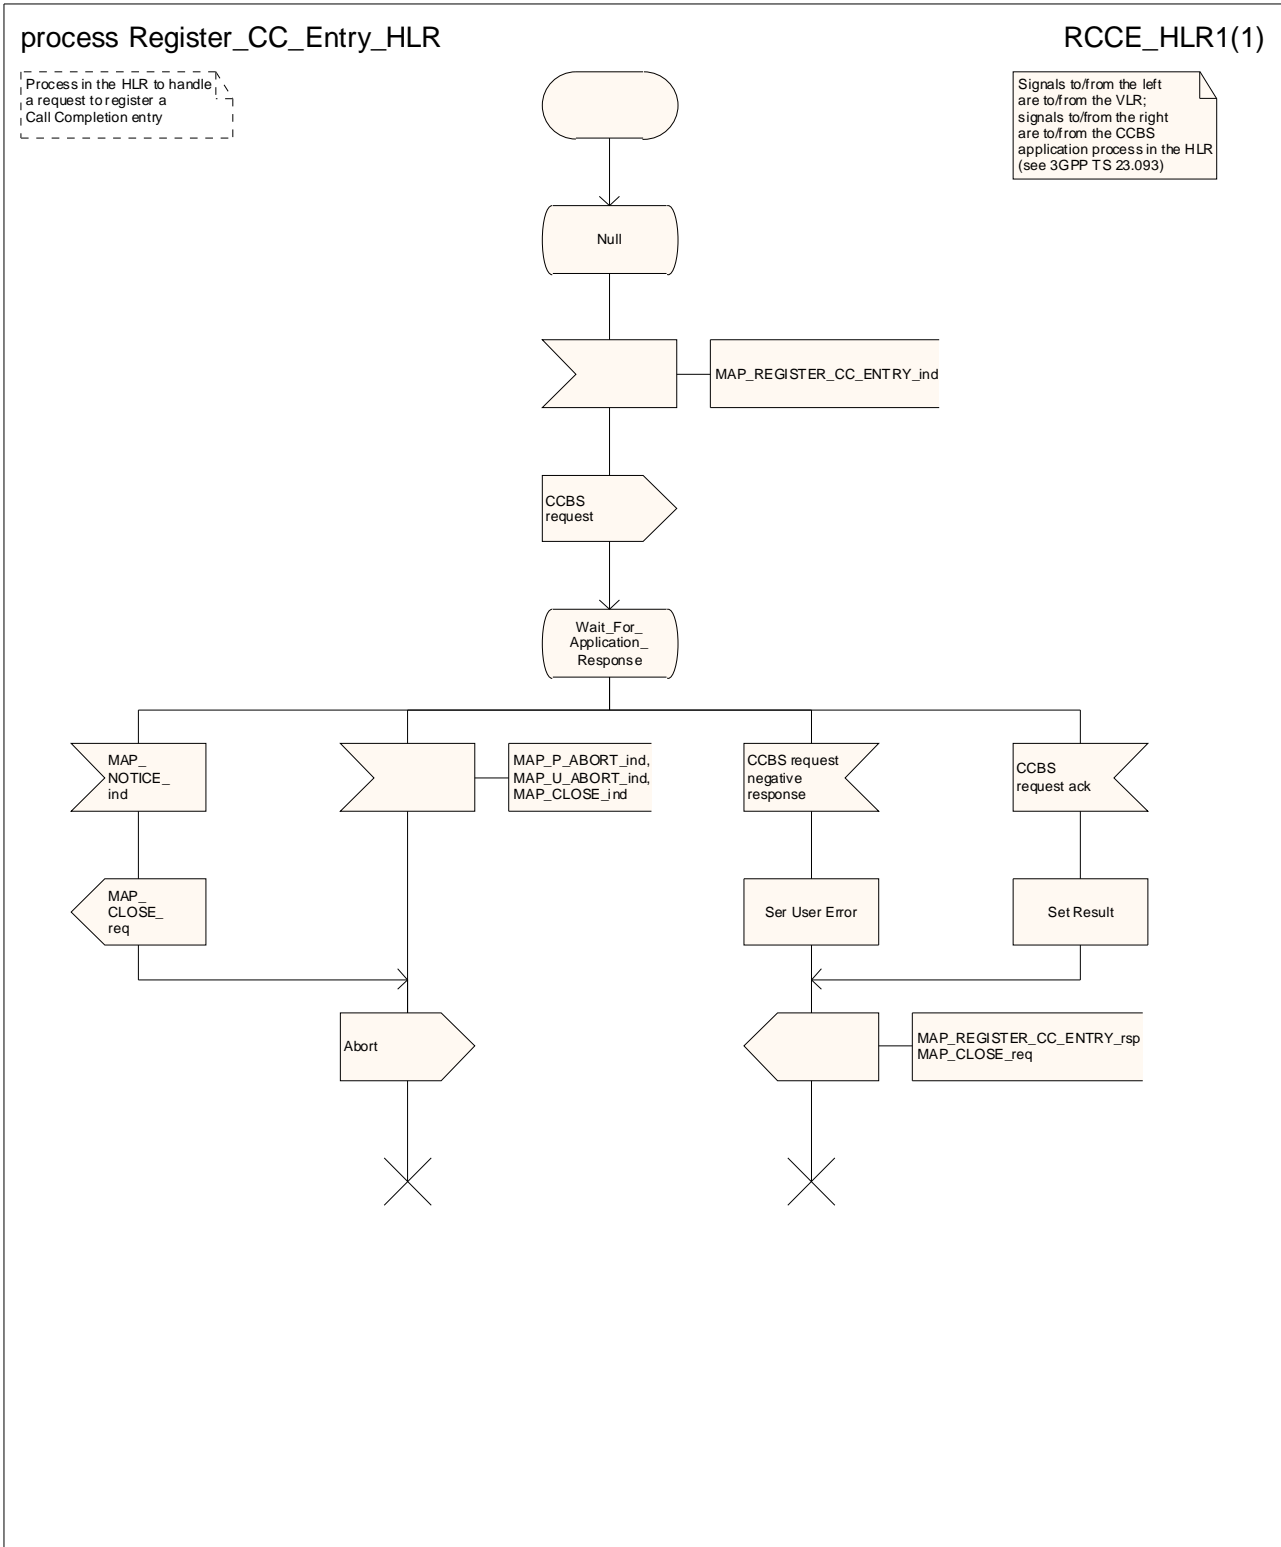 process Register_CC_Entry_HLR
RCCE_HLR1(1)
Process in the HLR to handle
a request to register a
Call Completion entry
Signals to/from the left
are to/from the VLR;
signals to/from the right
are to/from the CCBS
application process in the HLR
(see 3GPP TS 23.093)
Null
MAP_REGISTER_CC_ENTRY_ind
CCBS
request
Wait_For_
Application_
Response
MAP_
NOTICE_
ind
MAP_P_ABORT_ind,
MAP_U_ABORT_ind,
MAP_CLOSE_ind
CCBS request
negative
response
CCBS
request ack
MAP_
CLOSE_
req
Ser User Error
Set Result
Abort
MAP_REGISTER_CC_ENTRY_rsp
MAP_CLOSE_req